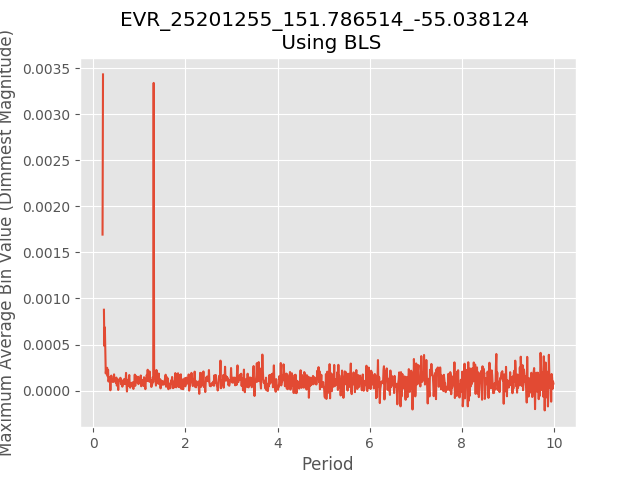 EVR_25201255_151.786514_-55.038124
Using BLS
Maximum Average Bin Value (Dimmest Magnitude)
0.0035
0.0030
0.0025
0.0020
0.0015
0.0010
0.0005
0.0000
0 2 4 6 8 10
Period